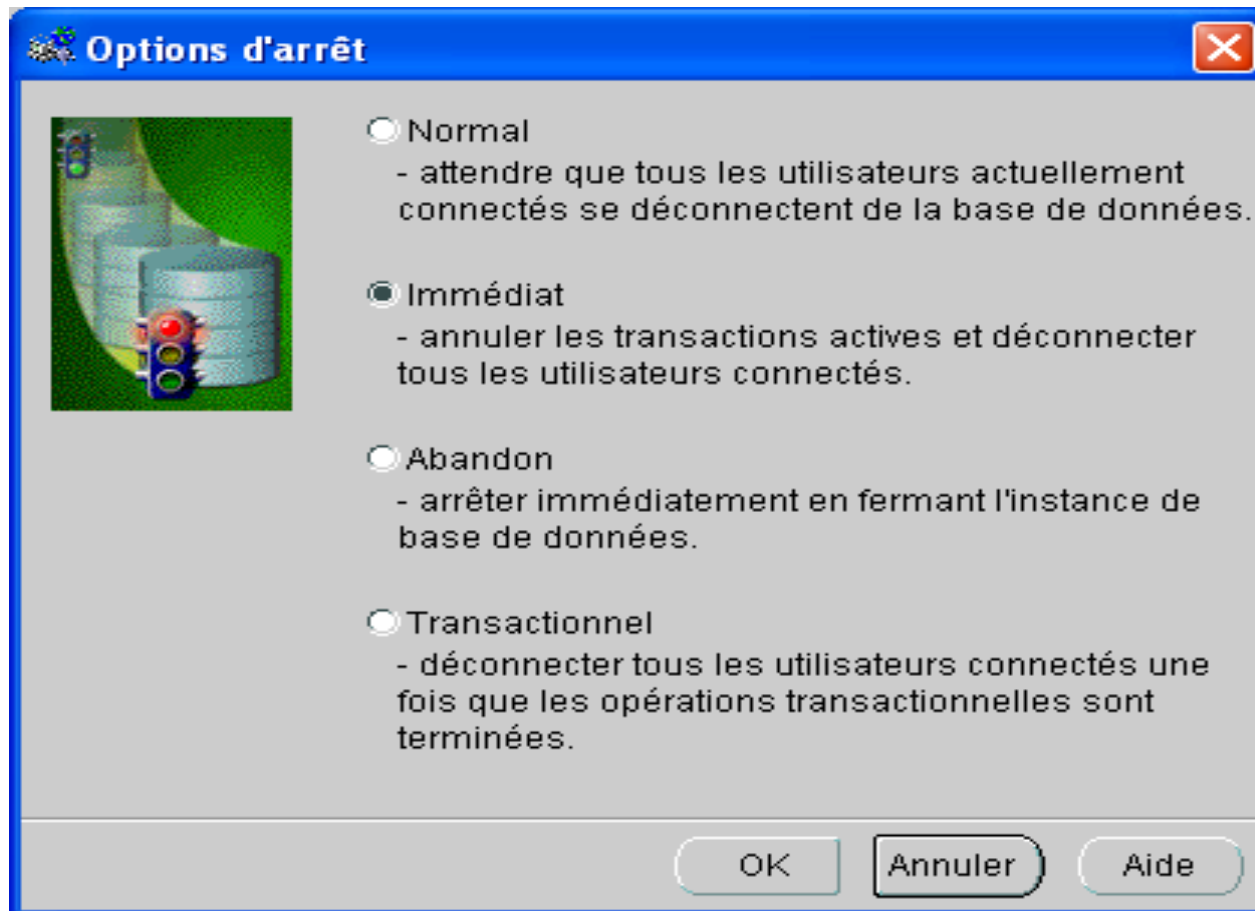 Options d'arrêt
Normal
- attendre que tous les utilisateurs actuellement
connectés se déconnectent de la base de données.
Immédiat
- annuler les transactions actives et déconnecter
tous les utilisateurs connectés.
Abandon
- arrêter immédiatement en fermant l'instance de
base de données.
Transactionnel
- déconnecter tous les utilisateurs connectés une
fois que les opérations transactionnelles sont
terminées.
OK Annuler Aide